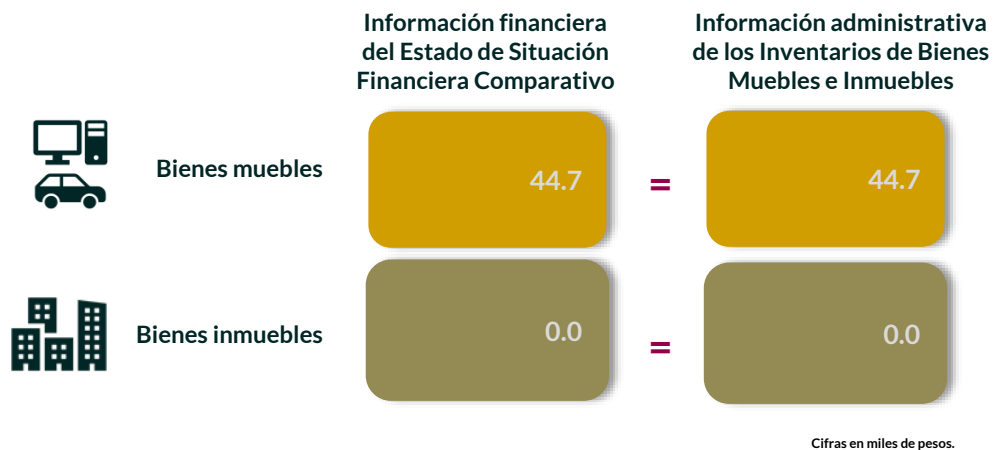 Información financiera
del Estado de Situación
Financiera Comparativo
Información administrativa
de los Inventarios de Bienes
Muebles e Inmuebles
Bienes muebles
44.7
=
44.7
Bienes inmuebles
0.0
=
0.0
Cifras en miles de pesos.